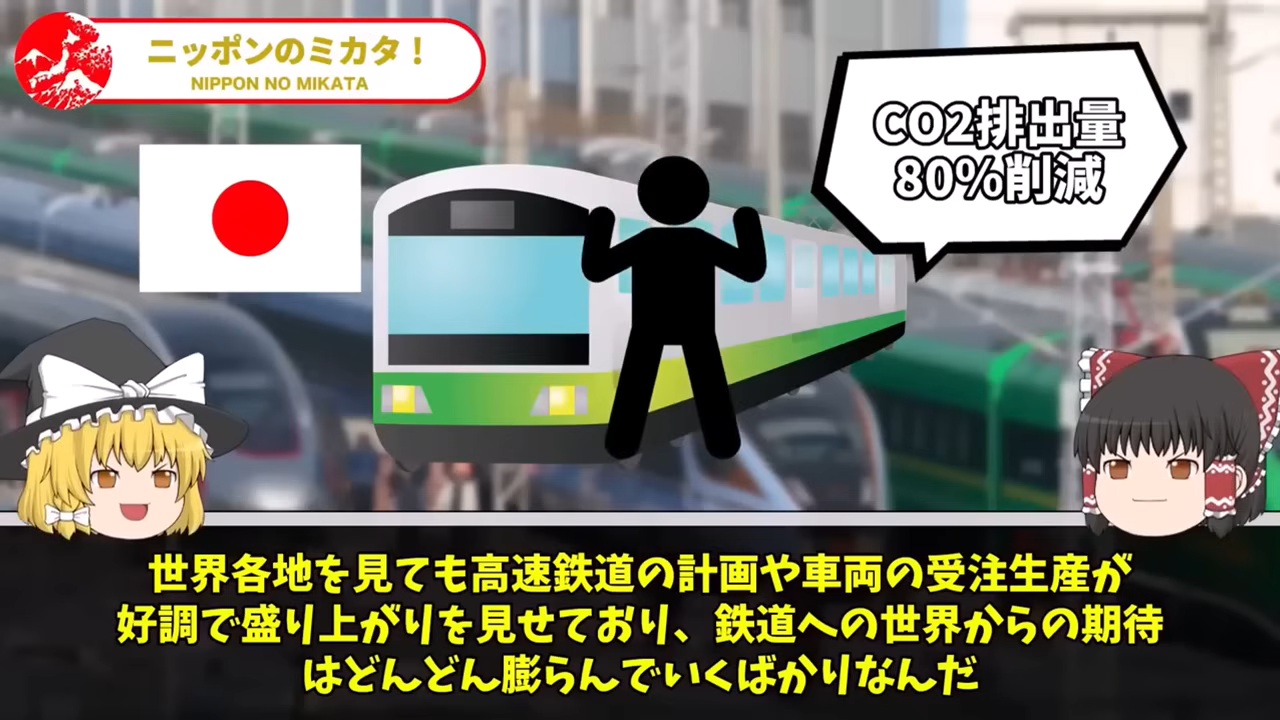 ニッポンのミカタ！
NIPPON NO MIKATA
CO2排出量
80%削減
世界各地を見ても高速鉄道の計画や車両の受注生産が
好調で盛り上がりを見せており、鉄道への世界からの期待
はどんどん膨らんでいくばかりなんだ